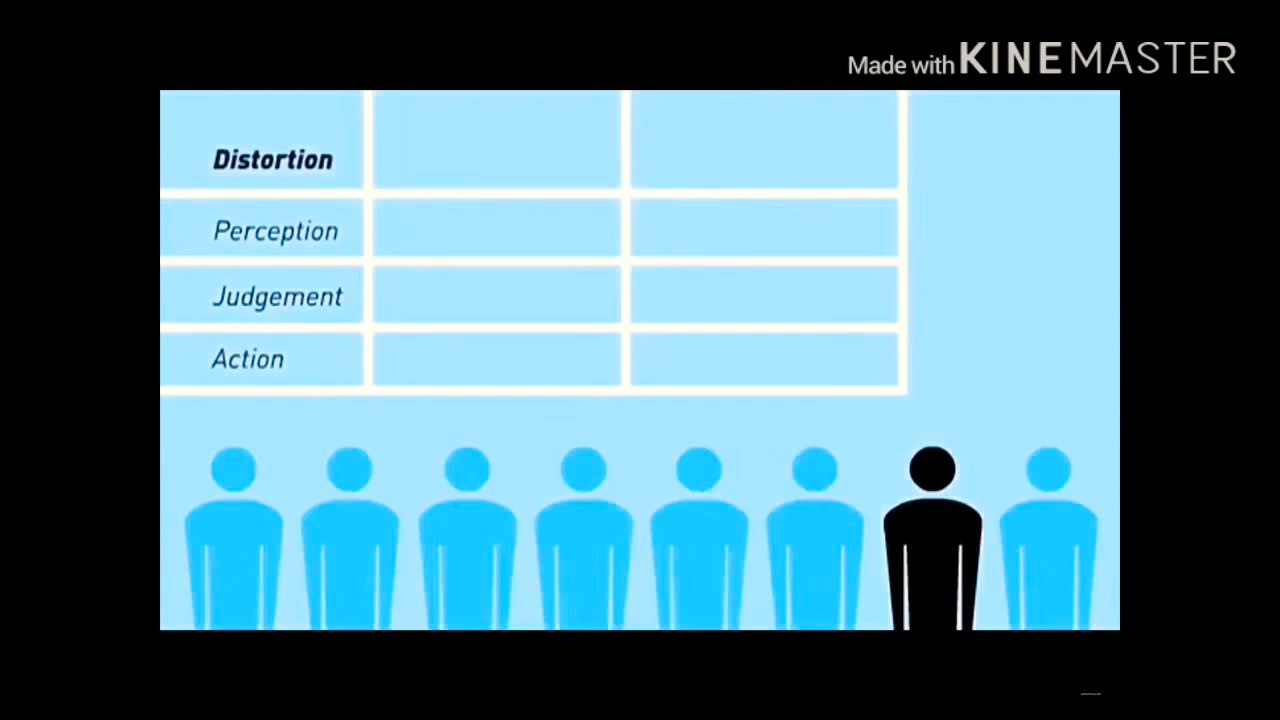 Made with KINEMASTER
Distortion
Perception
Judgement
Action